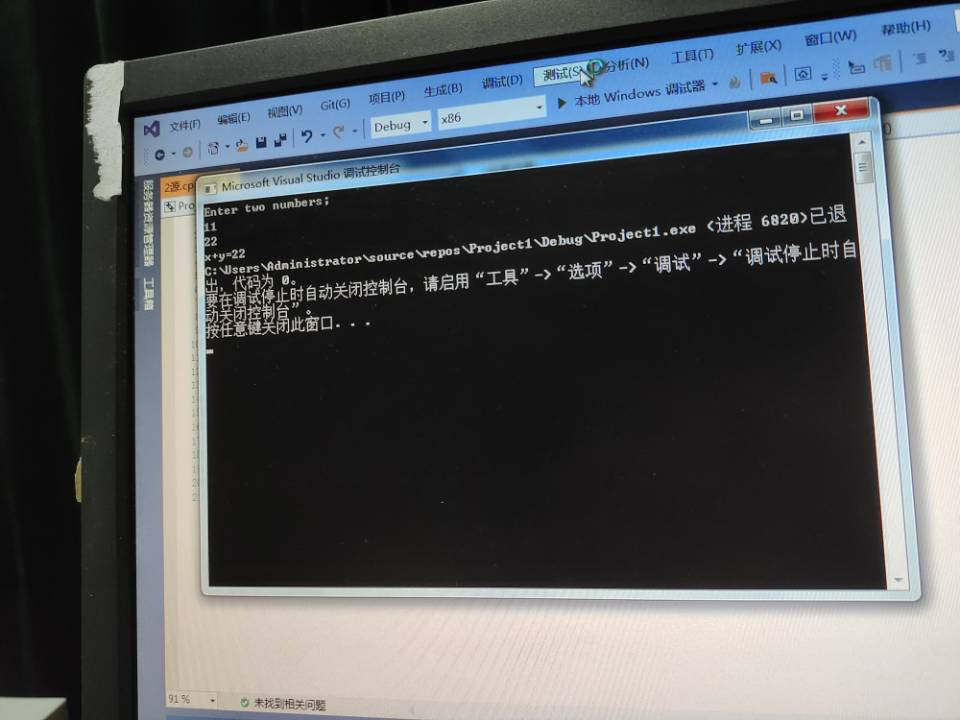 文件(F) 编辑(E) 视图(V) Git(G) 项目(P) 生成(B) 调试(D) 测试(S) 分析(N) 工具(T) 扩展(X) 窗口(W) 帮助(H)
Debug x86 本地 Windows 调试器
服务器资源管理器 工具箱
2源.cp
Pro
Microsoft Visual Studio 调试控制台
Enter two numbers;
11
22
x+y=22
C:\Users\Administrator\source\repos\Project1\Debug\Project1.exe (进程 6820)已退
出,代码为 0。
要在调试停止时自动关闭控制台,请启用“工具”->“选项”->“调试”->“调试停止时自
动关闭控制台”。
按任意键关闭此窗口. . .
91 % 未找到相关问题